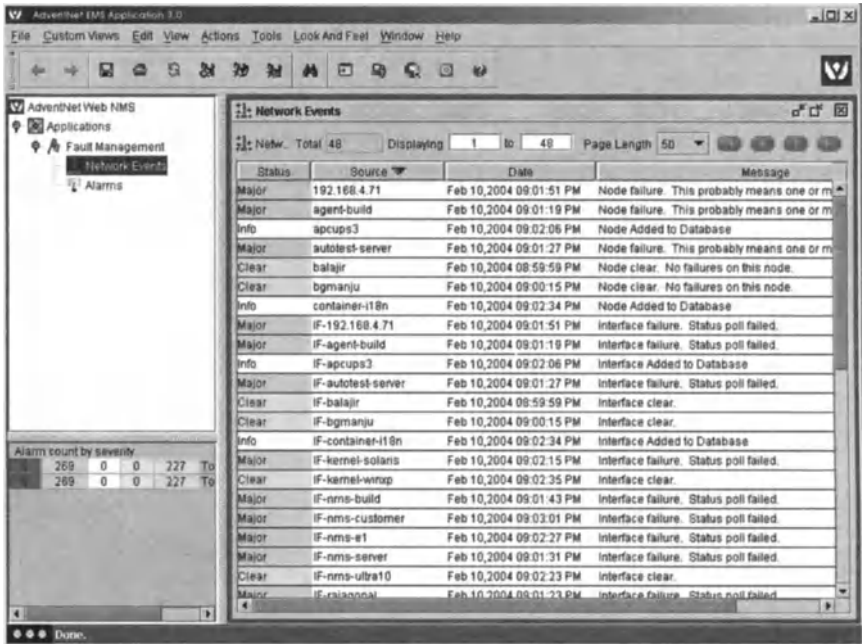 AdventNet EMS Application 3.0
File Custom Views Edit View Actions Tools Look And Feel Window Help
AdventNet Web NMS
Applications
Fault Management
Network Events
Alarms
Alarm count by severity
269 0 0 227 To
269 0 0 227 To
Network Events
Netw.. Total 48 Displaying 1 to 48 Page Length 50
Status Source Date Message
Major 192.168.4.71 Feb 10,2004 09:01:51 PM Node failure. This probably means one or m
Major agent-build Feb 10,2004 09:01:19 PM Node failure. This probably means one or m
Info apcups3 Feb 10,2004 09:02:06 PM Node Added to Database
Major autotest-server Feb 10,2004 09:01:27 PM Node failure. This probably means one or m
Clear balajir Feb 10,2004 08:59:59 PM Node clear. No failures on this node.
Clear bgmanju Feb 10,2004 09:00:15 PM Node clear. No failures on this node.
Info container-i18n Feb 10,2004 09:02:34 PM Node Added to Database
Major IF-192.168.4.71 Feb 10,2004 09:01:51 PM Interface failure. Status poll failed.
Major IF-agent-build Feb 10,2004 09:01:19 PM Interface failure. Status poll failed.
Info IF-apcups3 Feb 10,2004 09:02:06 PM Interface Added to Database
Major IF-autotest-server Feb 10,2004 09:01:27 PM Interface failure. Status poll failed.
Clear IF-balajir Feb 10,2004 08:59:59 PM Interface clear.
Clear IF-bgmanju Feb 10,2004 09:00:15 PM Interface clear.
Info IF-container-i18n Feb 10,2004 09:02:34 PM Interface Added to Database
Major IF-kernel-solaris Feb 10,2004 09:02:15 PM Interface failure. Status poll failed.
Clear IF-kernel-winxp Feb 10,2004 09:02:35 PM Interface clear.
Major IF-nms-build Feb 10,2004 09:01:43 PM Interface failure. Status poll failed.
Major IF-nms-customer Feb 10,2004 09:03:01 PM Interface failure. Status poll failed.
Major IF-nms-e1 Feb 10,2004 09:02:27 PM Interface failure. Status poll failed.
Major IF-nms-server Feb 10,2004 09:01:31 PM Interface failure. Status poll failed.
Clear IF-nms-ultra10 Feb 10,2004 09:02:23 PM Interface clear.
Major IF-rajagopal Feb 10,2004 09:01:23 PM Interface failure. Status poll failed.
Done.